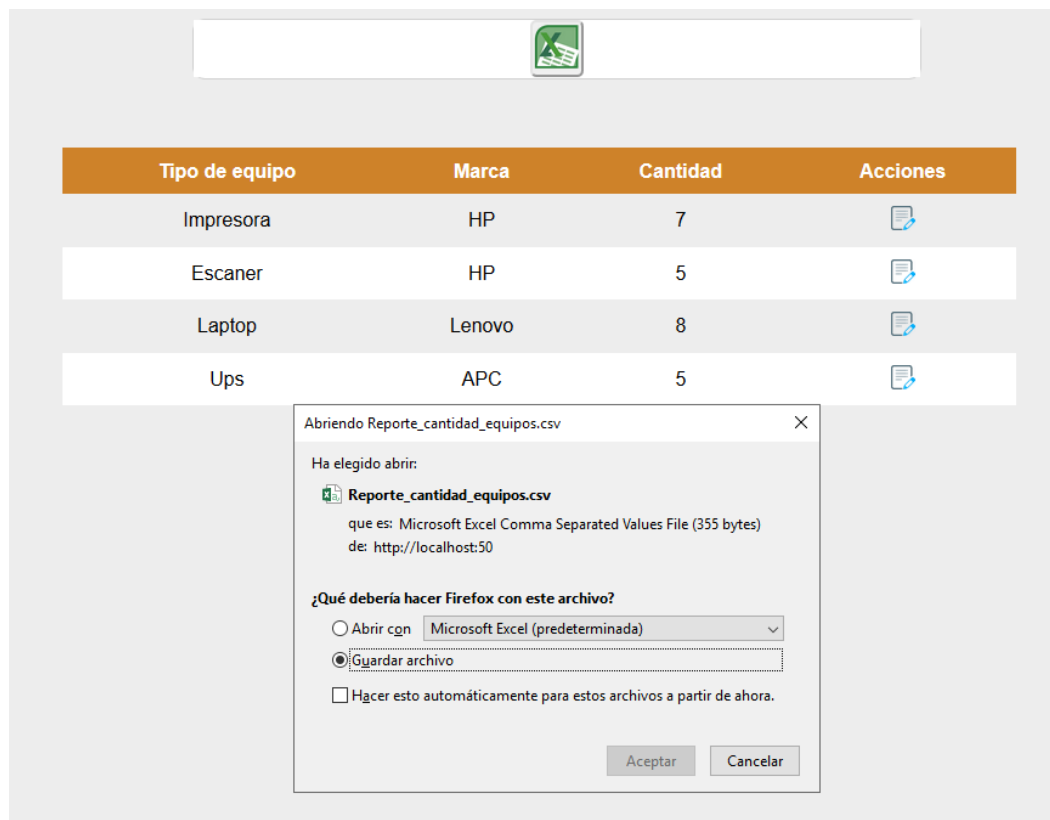 Tipo de equipo Marca Cantidad Acciones
Impresora HP 7
Escaner HP 5
Laptop Lenovo 8
Ups APC 5
Abriendo Reporte_cantidad_equipos.csv
Ha elegido abrir:
Reporte_cantidad_equipos.csv
que es: Microsoft Excel Comma Separated Values File (355 bytes)
de: http://localhost:50
¿Qué debería hacer Firefox con este archivo?
Abrir con Microsoft Excel (predeterminada)
Guardar archivo
Hacer esto automáticamente para estos archivos a partir de ahora.
Aceptar Cancelar